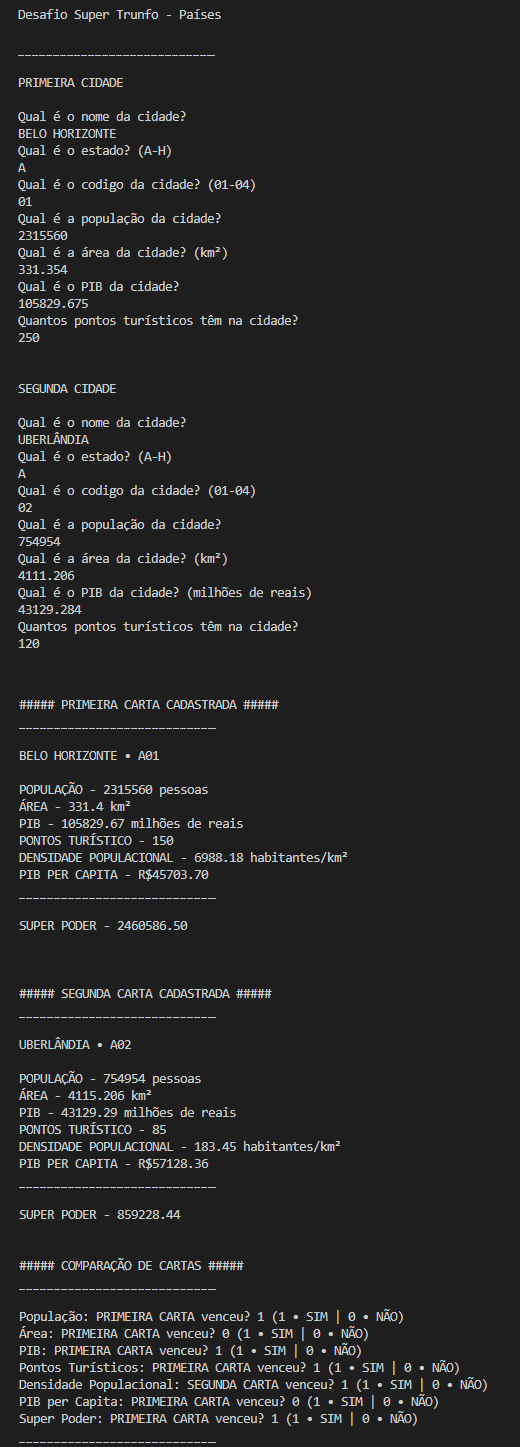 Desafio Super Trunfo - Países
____________________________
PRIMEIRA CIDADE
Qual é o nome da cidade?
BELO HORIZONTE
Qual é o estado? (A-H)
A
Qual é o codigo da cidade? (01-04)
01
Qual é a população da cidade?
2315560
Qual é a área da cidade? (km²)
331.354
Qual é o PIB da cidade?
105829.675
Quantos pontos turísticos têm na cidade?
250
SEGUNDA CIDADE
Qual é o nome da cidade?
UBERLÂNDIA
Qual é o estado? (A-H)
A
Qual é o codigo da cidade? (01-04)
02
Qual é a população da cidade?
754954
Qual é a área da cidade? (km²)
4111.206
Qual é o PIB da cidade? (milhões de reais)
43129.284
Quantos pontos turísticos têm na cidade?
120
##### PRIMEIRA CARTA CADASTRADA #####
____________________________
BELO HORIZONTE • A01
POPULAÇÃO - 2315560 pessoas
ÁREA - 331.4 km²
PIB - 105829.67 milhões de reais
PONTOS TURÍSTICO - 150
DENSIDADE POPULACIONAL - 6988.18 habitantes/km²
PIB PER CAPITA - R$45703.70
____________________________
SUPER PODER - 2460586.50
##### SEGUNDA CARTA CADASTRADA #####
____________________________
UBERLÂNDIA • A02
POPULAÇÃO - 754954 pessoas
ÁREA - 4115.206 km²
PIB - 43129.29 milhões de reais
PONTOS TURÍSTICO - 85
DENSIDADE POPULACIONAL - 183.45 habitantes/km²
PIB PER CAPITA - R$57128.36
____________________________
SUPER PODER - 859228.44
##### COMPARAÇÃO DE CARTAS #####
____________________________
População: PRIMEIRA CARTA venceu? 1 (1 • SIM | 0 • NÃO)
Área: PRIMEIRA CARTA venceu? 0 (1 • SIM | 0 • NÃO)
PIB: PRIMEIRA CARTA venceu? 1 (1 • SIM | 0 • NÃO)
Pontos Turísticos: PRIMEIRA CARTA venceu? 1 (1 • SIM | 0 • NÃO)
Densidade Populacional: SEGUNDA CARTA venceu? 1 (1 • SIM | 0 • NÃO)
PIB per Capita: PRIMEIRA CARTA venceu? 0 (1 • SIM | 0 • NÃO)
Super Poder: PRIMEIRA CARTA venceu? 1 (1 • SIM | 0 • NÃO)
____________________________